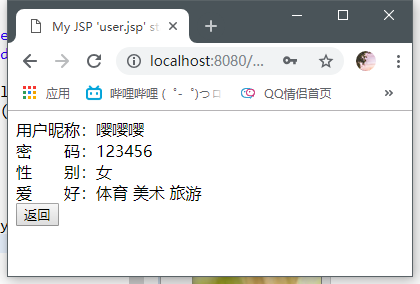 My JSP 'user.jsp' st
localhost:8080/...
应用
哔哩哔哩 ( ゜- ゜)つロ
QQ情侣首页
»
用户昵称：嘤嘤嘤
密 码：123456
性 别：女
爱 好：体育 美术 旅游
返回